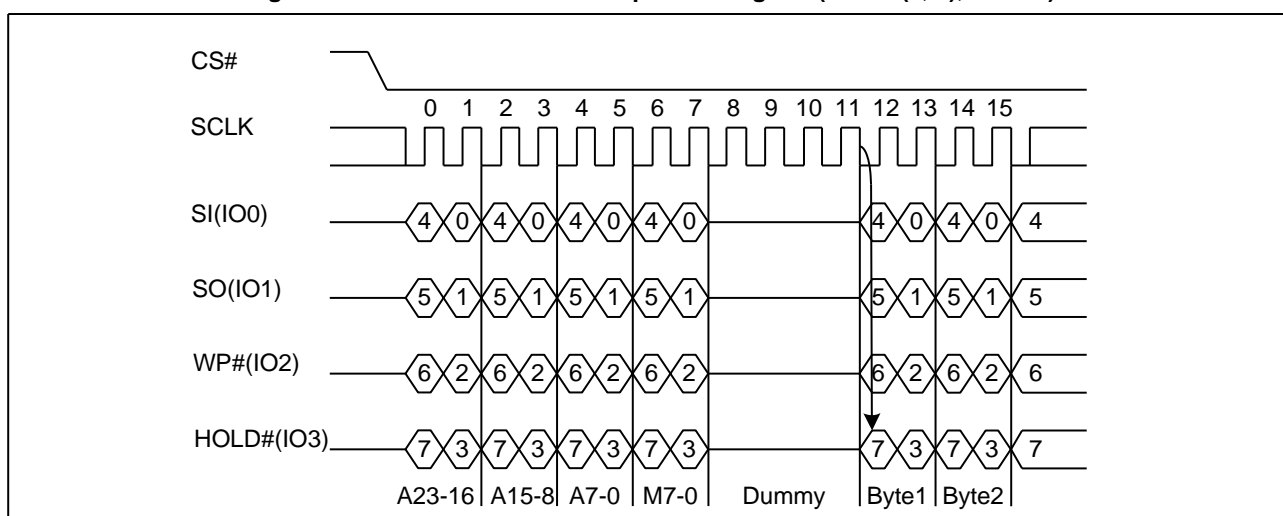 CS#
0 1 2 3 4 5 6 7 8 9 10 11 12 13 14 15
SCLK
SI(IO0) 4 0 4 0 4 0 4 0 4 0 4 0 4
SO(IO1) 5 1 5 1 5 1 5 1 5 1 5 1 5
WP#(IO2) 6 2 6 2 6 2 6 2 6 2 6 2 6
HOLD#(IO3) 7 3 7 3 7 3 7 3 7 3 7 3 7
A23-16 A15-8 A7-0 M7-0 Dummy Byte1 Byte2